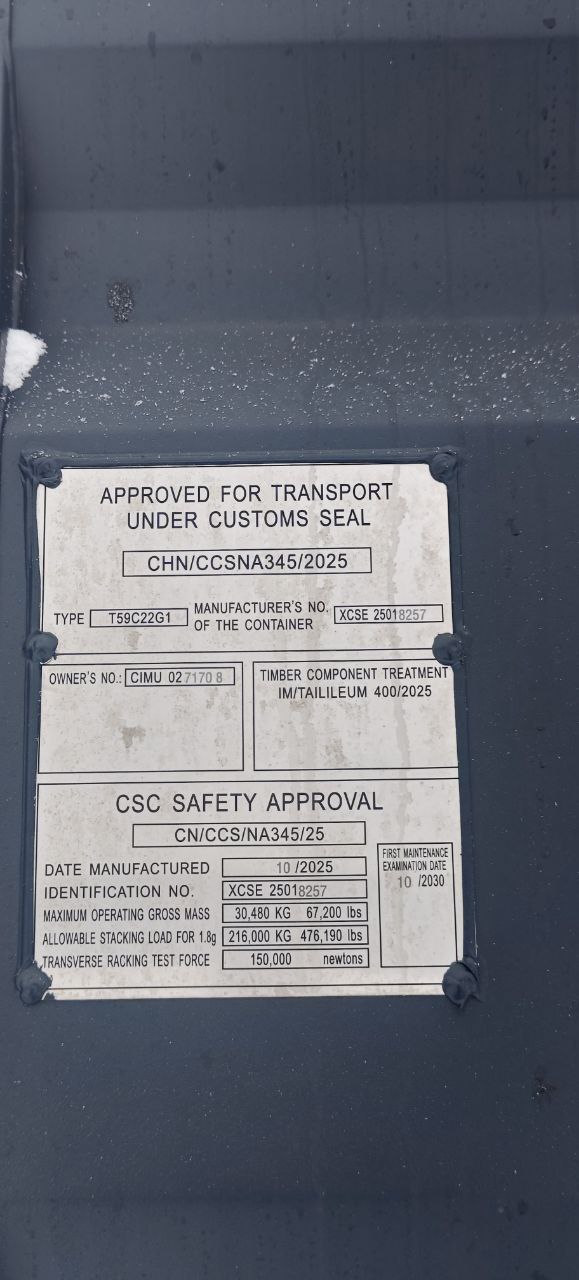 APPROVED FOR TRANSPORT
UNDER CUSTOMS SEAL
CHN/CCSNA345/2025
TYPE T59C22G1
MANUFACTURER'S NO.
OF THE CONTAINER
XCSE 25018257
OWNER'S NO.: CIMU 027170 8
TIMBER COMPONENT TREATMENT
IM/TAILILEUM 400/2025
CSC SAFETY APPROVAL
CN/CCS/NA345/25
DATE MANUFACTURED 10/2025
IDENTIFICATION NO. XCSE 25018257
MAXIMUM OPERATING GROSS MASS 30,480 KG 67,200 lbs
ALLOWABLE STACKING LOAD FOR 1.8g 216,000 KG 476,190 lbs
TRANSVERSE RACKING TEST FORCE 150,000 newtons
FIRST MAINTENANCE
EXAMINATION DATE
10 /2030